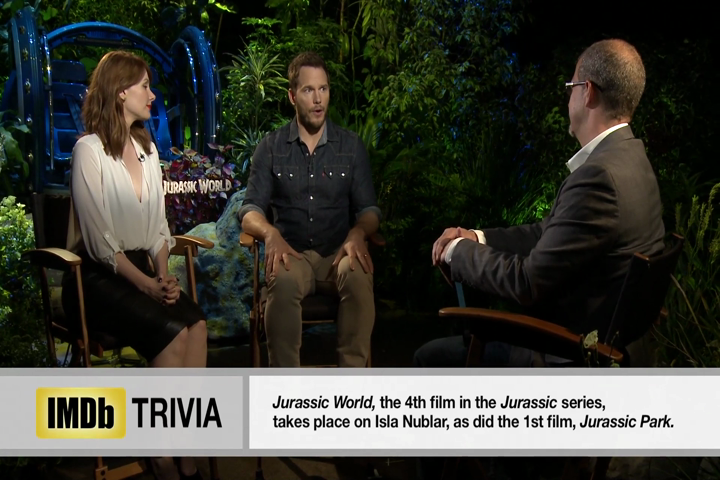 JURASSIC WORLD
IMDb TRIVIA
Jurassic World, the 4th film in the Jurassic series,
takes place on Isla Nublar, as did the 1st film, Jurassic Park.